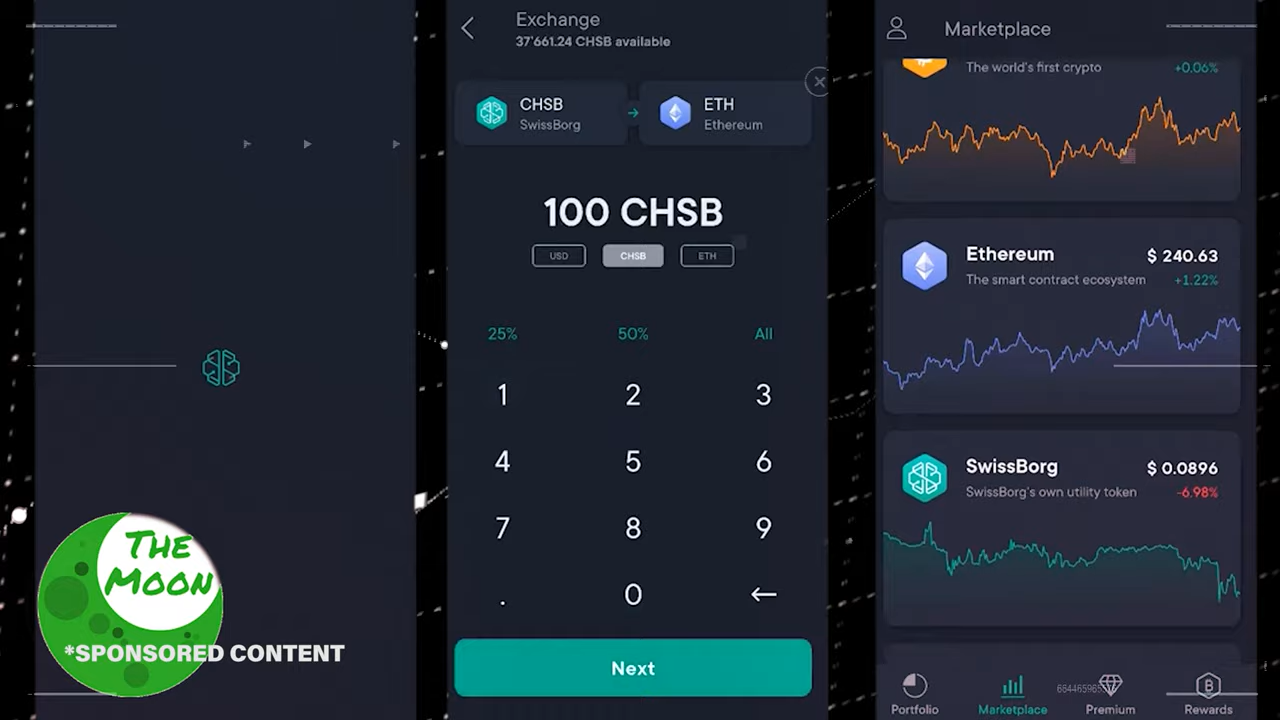 Exchange
37'661.24 CHSB available
CHSB
SwissBorg
ETH
Ethereum
100 CHSB
USD
CHSB
ETH
25%
50%
All
1
2
3
4
5
6
7
8
9
.
0
Next
Marketplace
The world's first crypto
+0.06%
Ethereum
$ 240.63
The smart contract ecosystem
+1.22%
SwissBorg
$ 0.0896
SwissBorg's own utility token
-6.98%
Portfolio
Marketplace
Premium
Rewards
THE
MOON
*SPONSORED CONTENT